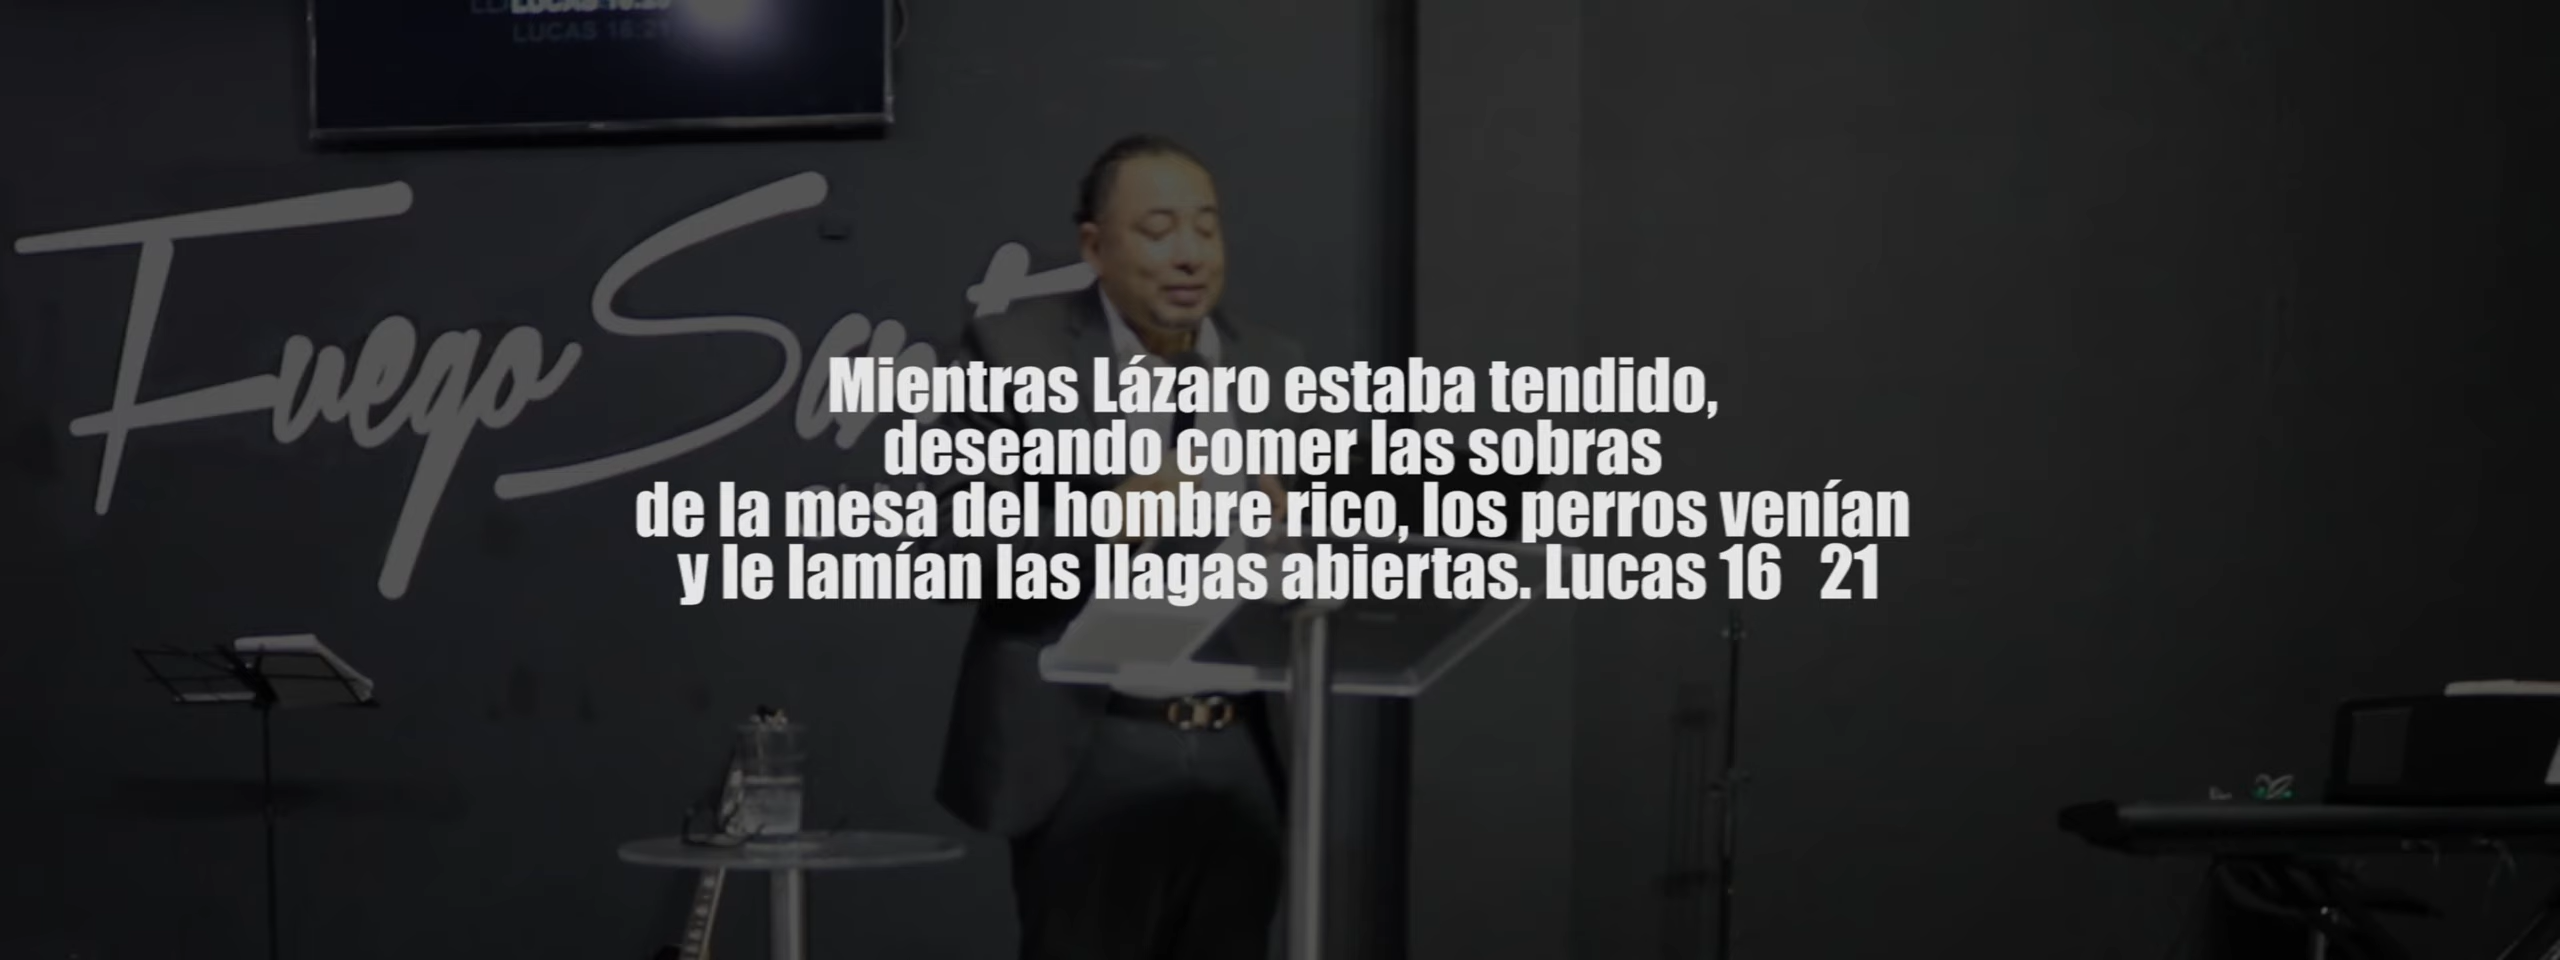 LUCAS 16:21
Fuego Sant
Mientras Lázaro estaba tendido,
deseando comer las sobras
de la mesa del hombre rico, los perros venían
y le lamían las llagas abiertas. Lucas 16   21